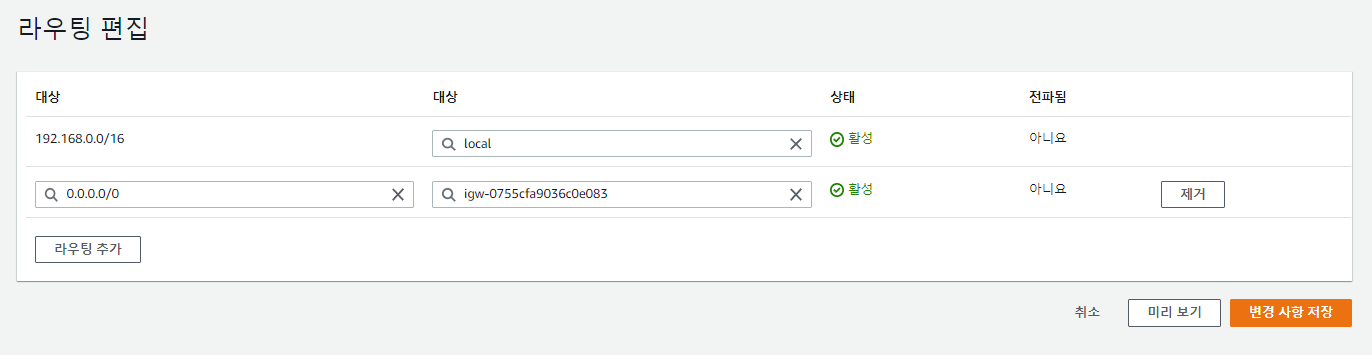 라우팅 편집
대상 대상 상태 전파됨
192.168.0.0/16 local 활성 아니요
0.0.0.0/0 igw-0755cfa9036c0e083 활성 아니요 제거
라우팅 추가
취소 미리 보기 변경 사항 저장